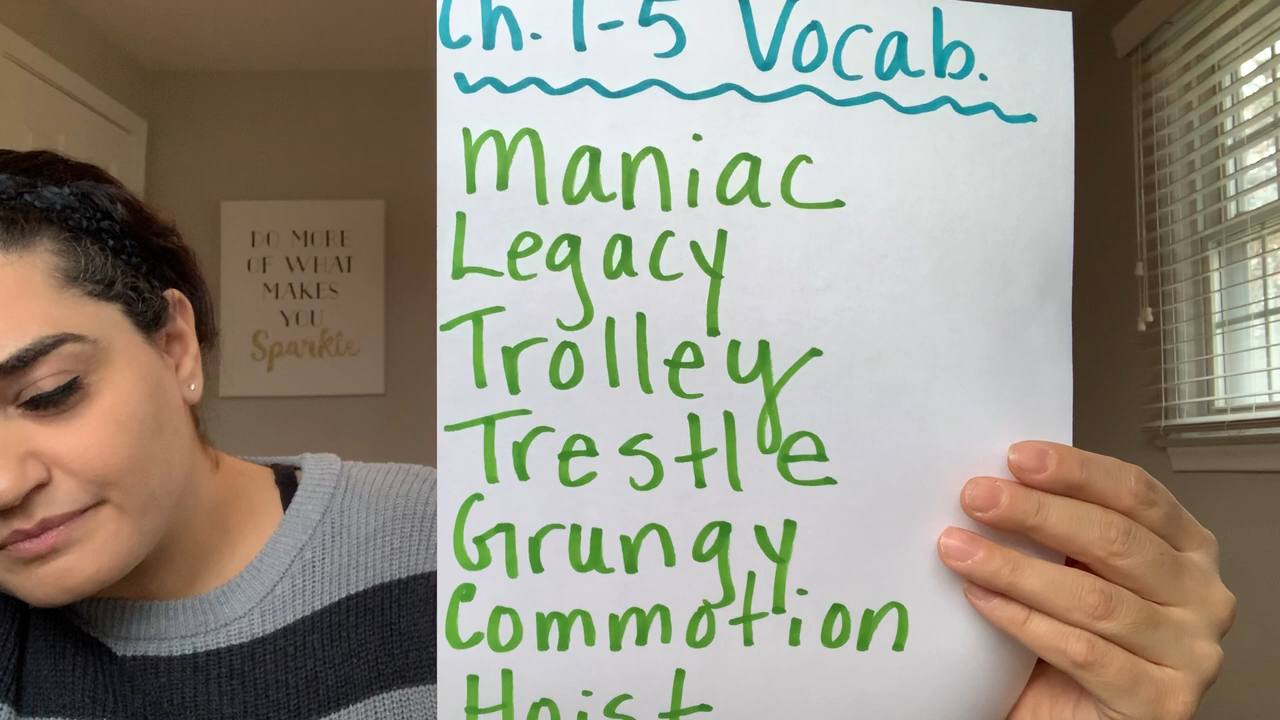 DO MORE
OF WHAT
MAKES
YOU
Sparkle
Ch. 1-5 Vocab.
Maniac
Legacy
Trolley
Trestle
Grungy
Commotion
Hoist